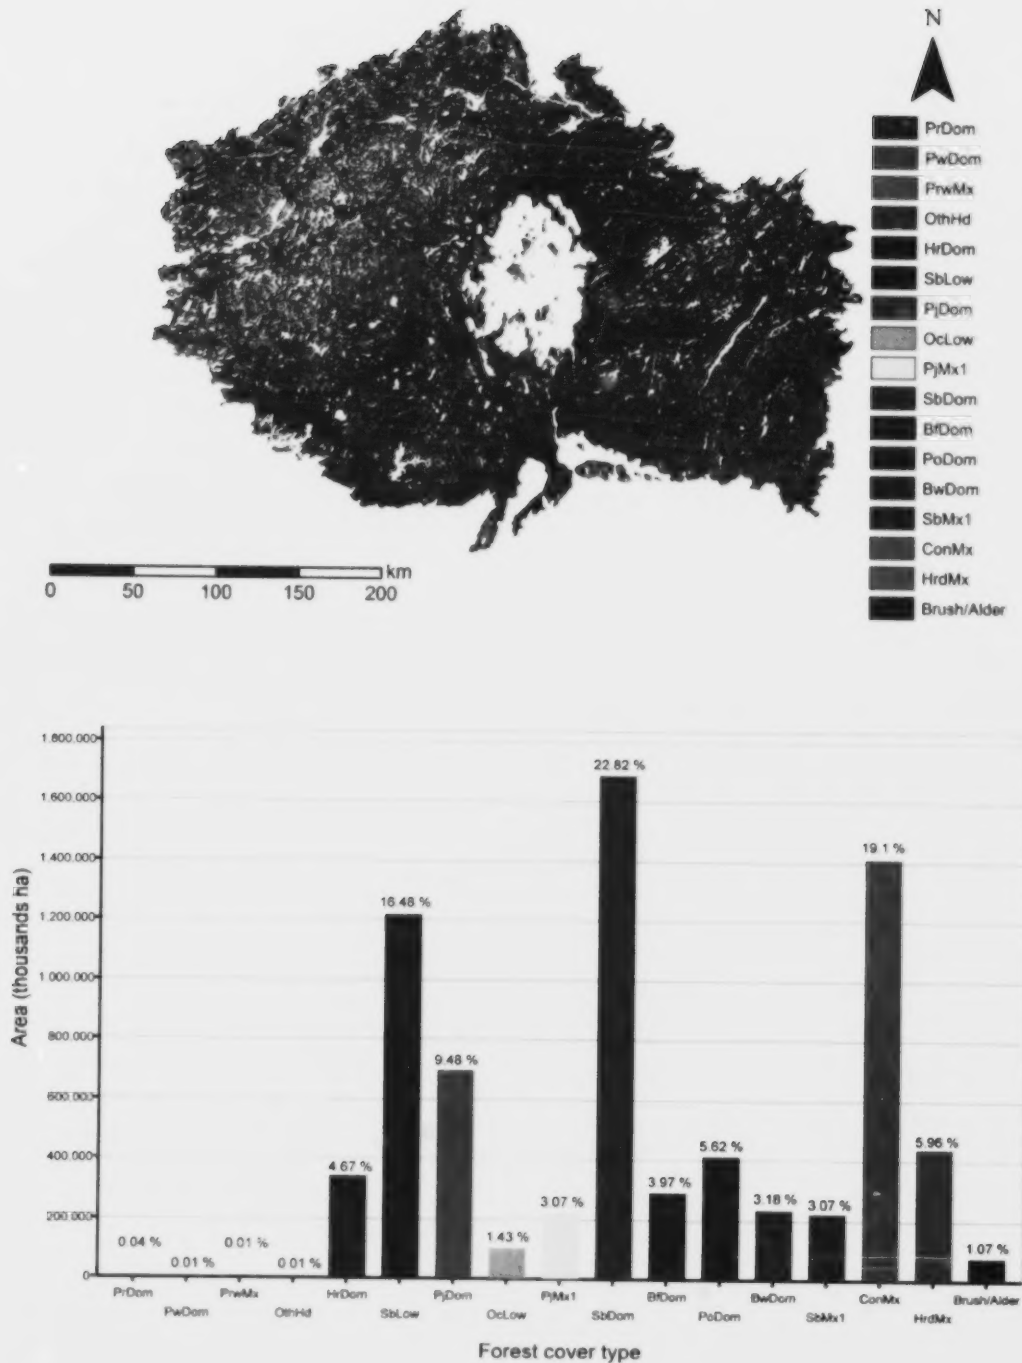 N
PrDom
PwDom
PrwMx
OthHd
HrDom
SbLow
PjDom
OcLow
PjMx1
SbDom
BfDom
PoDom
BwDom
SbMx1
ConMx
HrdMx
Brush/Alder
km
0 50 100 150 200
Area (thousands ha)
1.800.000
1.600.000
1.400.000
1.200.000
1.000.000
800.000
600.000
400.000
200.000
0
0.04 %
0.01 %
0.01 %
0.01 %
4.67 %
16.48 %
9.48 %
1.43 %
3.07 %
22.82 %
3.97 %
5.62 %
3.18 %
3.07 %
19.1 %
5.96 %
1.07 %
PrDom PwDom PrwMx OthHd HrDom SbLow PjDom OcLow PjMx1 SbDom BfDom PoDom BwDom SbMx1 ConMx HrdMx Brush/Alder
Forest cover type